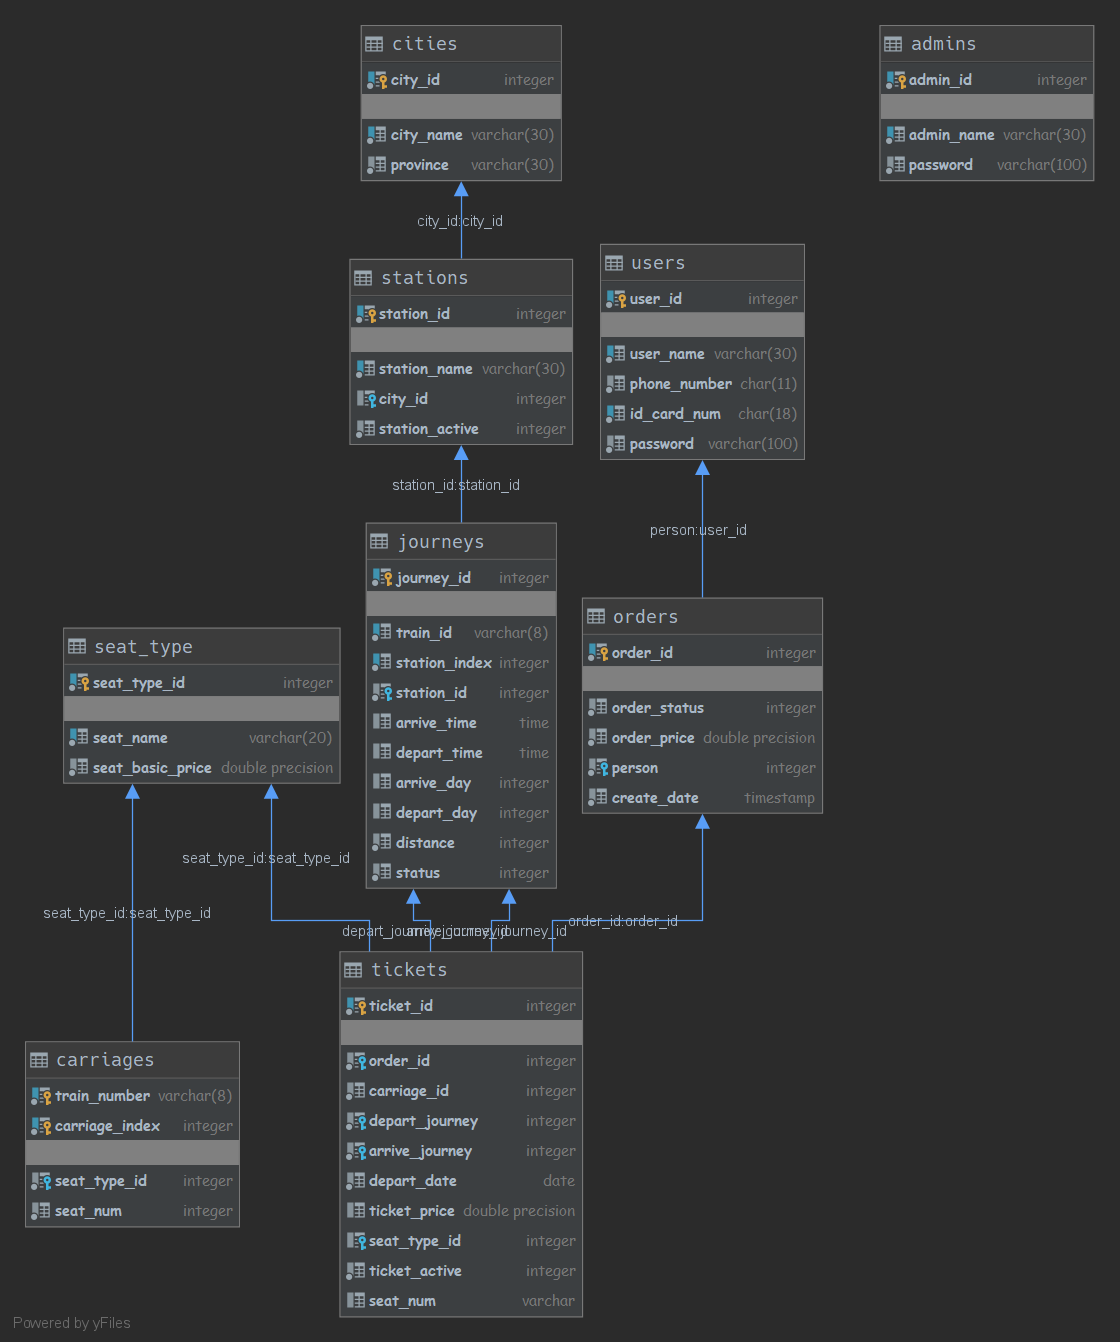 cities
city_id integer
city_name varchar(30)
province varchar(30)
admins
admin_id integer
admin_name varchar(30)
password varchar(100)
city_id:city_id
stations
station_id integer
station_name varchar(30)
city_id integer
station_active integer
users
user_id integer
user_name varchar(30)
phone_number char(11)
id_card_num char(18)
password varchar(100)
station_id:station_id
person:user_id
journeys
journey_id integer
train_id varchar(8)
station_index integer
station_id integer
arrive_time time
depart_time time
arrive_day integer
depart_day integer
distance integer
status integer
orders
order_id integer
order_status integer
order_price double precision
person integer
create_date timestamp
seat_type
seat_type_id integer
seat_name varchar(20)
seat_basic_price double precision
seat_type_id:seat_type_id
seat_type_id:seat_type_id
order_id:order_id
tickets
ticket_id integer
order_id integer
carriage_id integer
depart_journey integer
arrive_journey integer
depart_date date
ticket_price double precision
seat_type_id integer
ticket_active integer
seat_num varchar
carriages
train_number varchar(8)
carriage_index integer
seat_type_id integer
seat_num integer
Powered by yFiles